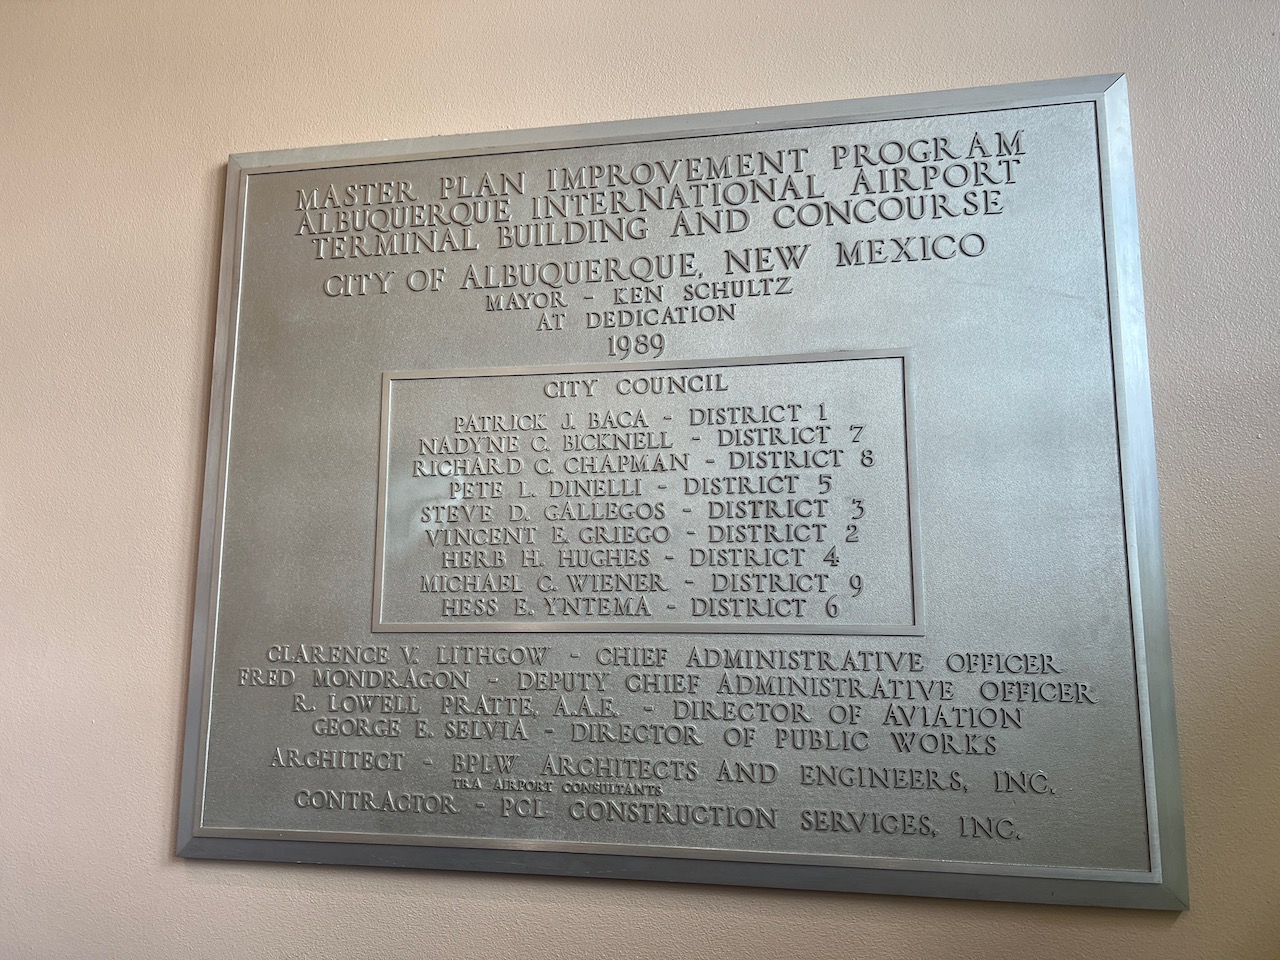 MASTER PLAN IMPROVEMENT PROGRAM
ALBUQUERQUE INTERNATIONAL AIRPORT
TERMINAL BUILDING AND CONCOURSE
CITY OF ALBUQUERQUE, NEW MEXICO
MAYOR - KEN SCHULTZ
AT DEDICATION
1989
CITY COUNCIL
PATRICK J. BACA - DISTRICT 1
NADYNE C. BICKNELL - DISTRICT 7
RICHARD C. CHAPMAN - DISTRICT 8
PETE L. DINELLI - DISTRICT 5
STEVE D. GALLEGOS - DISTRICT 3
VINCENT E. GRIEGO - DISTRICT 2
HERB H. HUGHES - DISTRICT 4
MICHAEL C. WIENER - DISTRICT 9
HESS E. YNTEMA - DISTRICT 6
CLARENCE V. LITHGOW - CHIEF ADMINISTRATIVE OFFICER
FRED MONDRAGON - DEPUTY CHIEF ADMINISTRATIVE OFFICER
R. LOWELL PRATTE, A.A.E. - DIRECTOR OF AVIATION
GEORGE E. SELVIA - DIRECTOR OF PUBLIC WORKS
ARCHITECT - BPLW ARCHITECTS AND ENGINEERS, INC.
TRA AIRPORT CONSULTANTS
CONTRACTOR - PCL CONSTRUCTION SERVICES, INC.